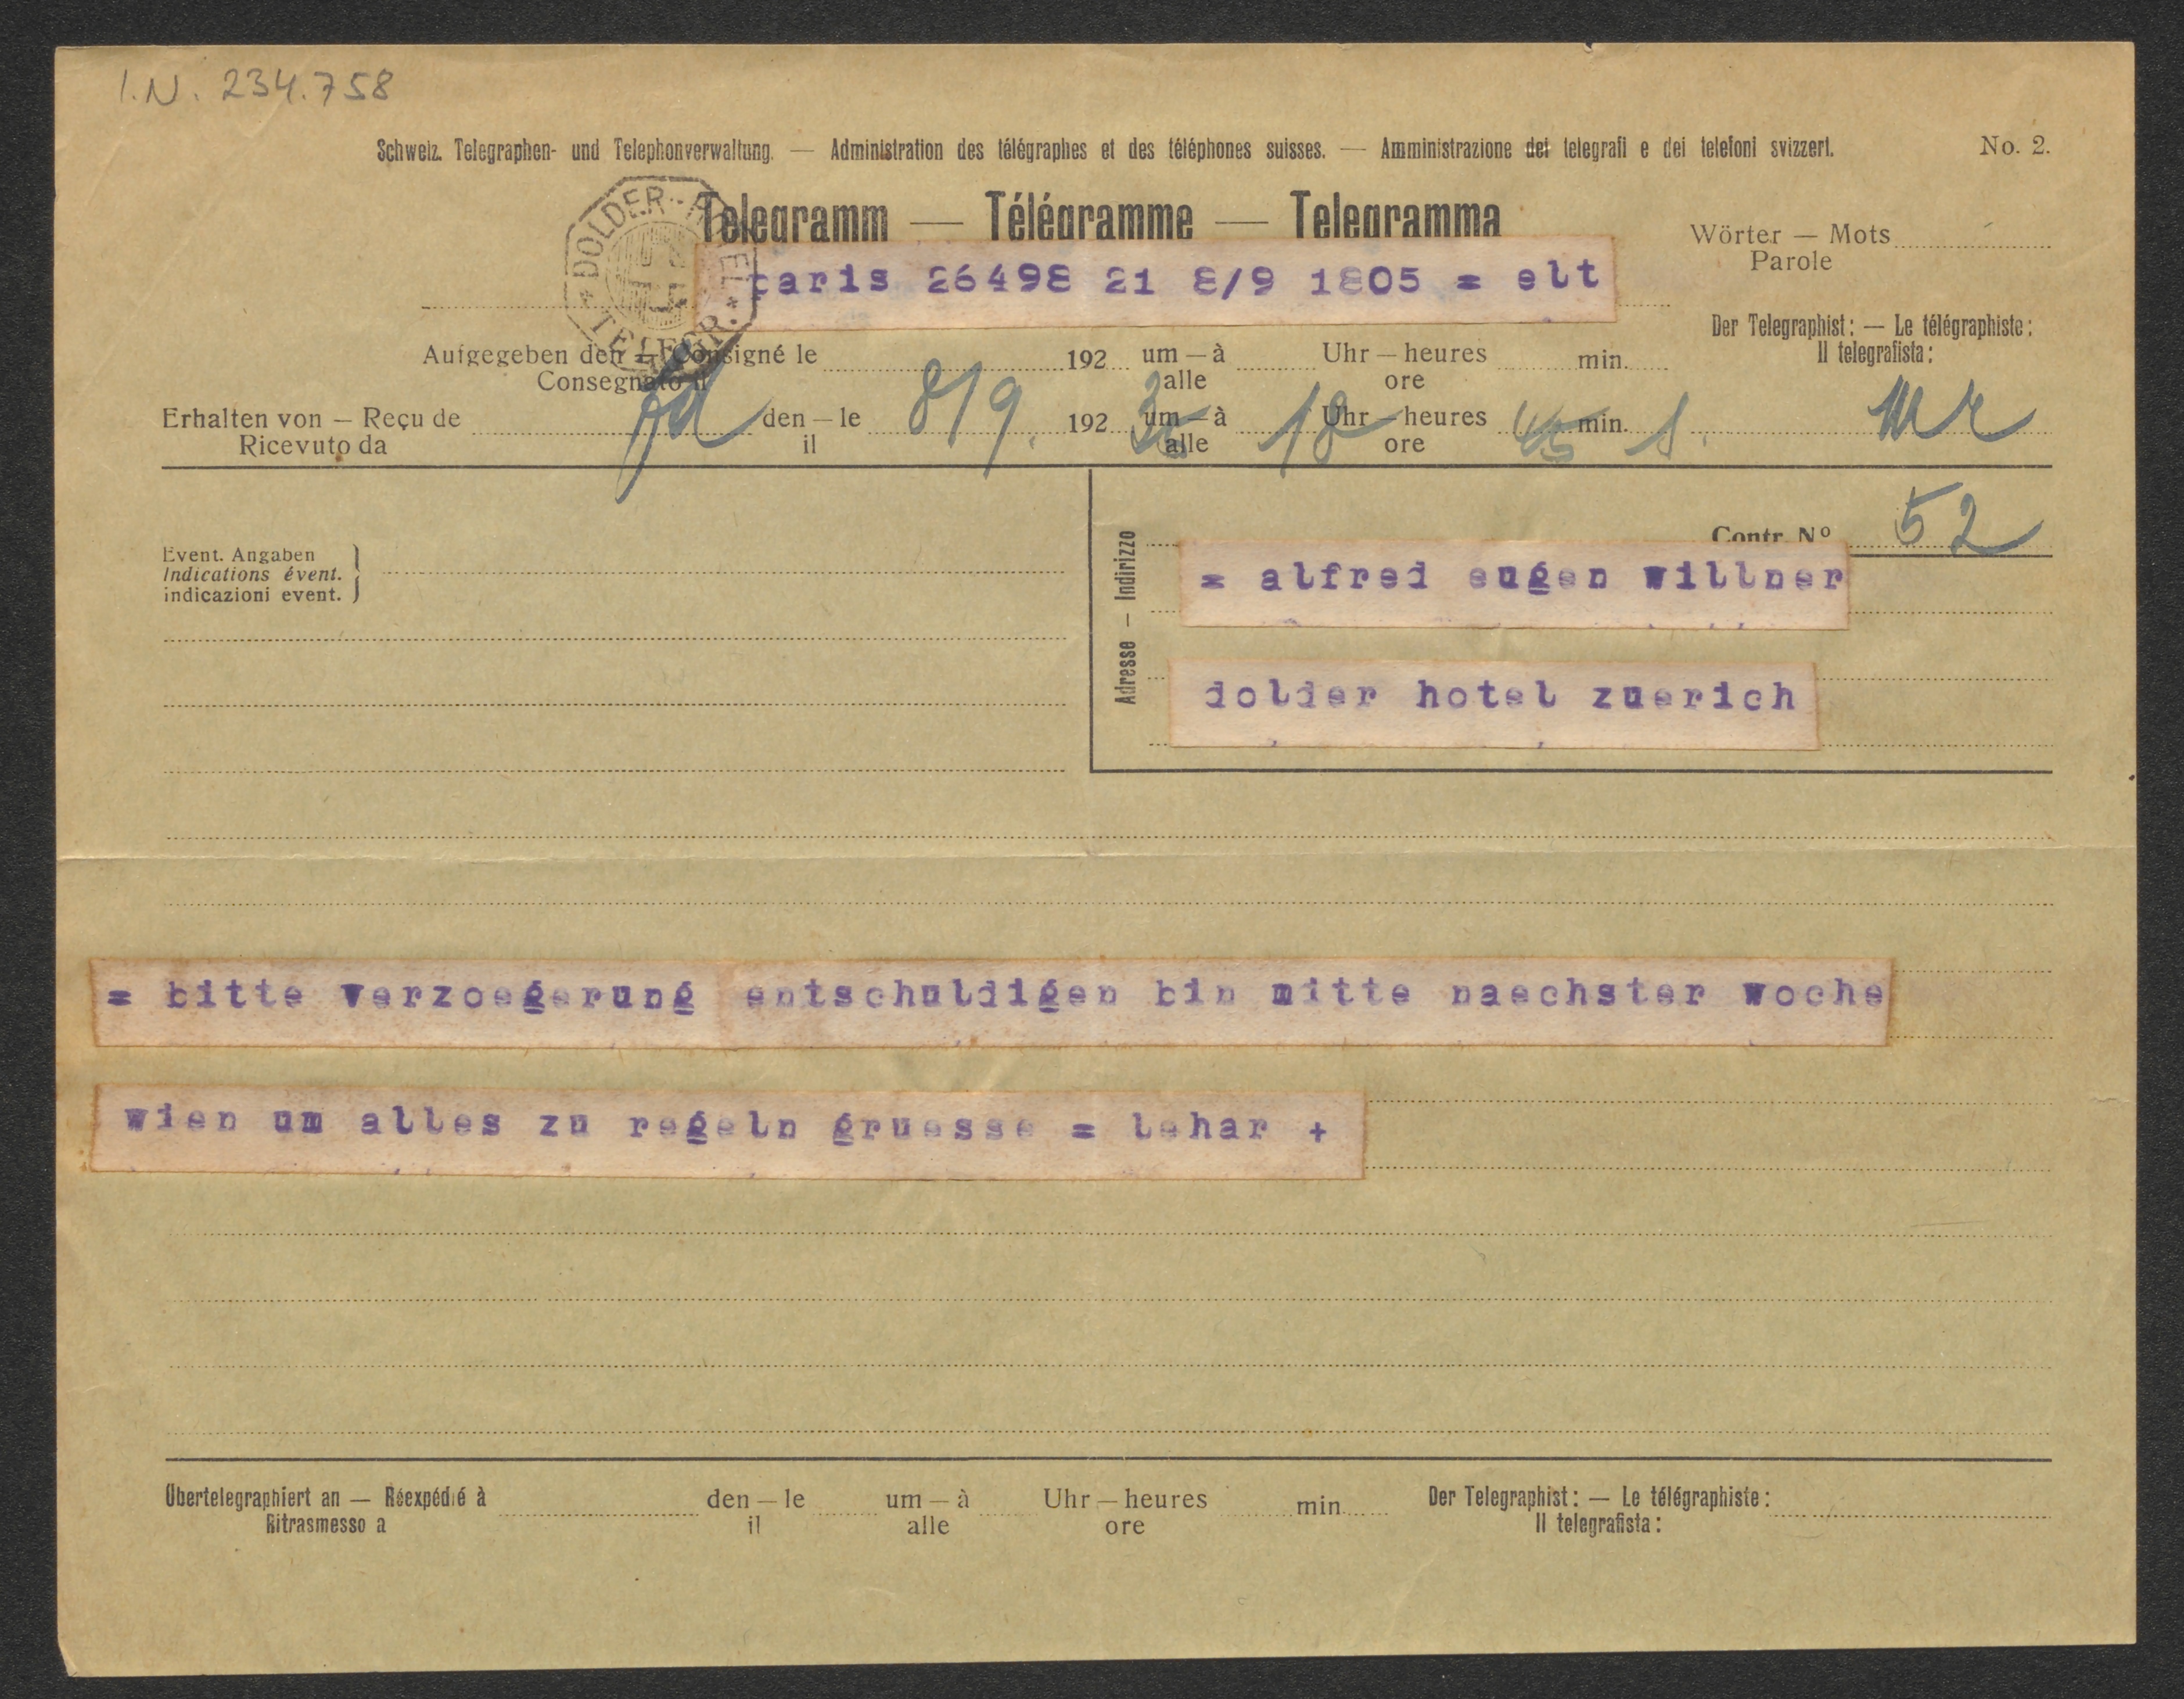 I.N. 234.758
Schweiz. Telegraphen- und Telephonverwaltung. — Administration des télégraphes et des téléphones suisses. — Amministrazione dei telegrafi e dei telefoni svizzeri. No. 2.
Telegramm — Télégramme — Telegramma
DOLDER-HOTEL
TELEGR.
Wörter — Mots
Parole
paris 26498 21 8/9 1805 = elt
Der Telegraphist: — Le télégraphiste:
Il telegrafista:
Aufgegeben den — Consigné le 192 um — à Uhr — heures min.
Consegnato il alle ore
Erhalten von — Reçu de den — le 8/9. 192 um — à 18 Uhr — heures 45 min.
Ricevuto da il alle ore
Contr. Nº 52
Event. Angaben
Indications évent.
indicazioni event.
Adresse — Indirizzo
= alfred eugen willner
dolder hotel zuerich
= bitte verzoegerung entschuldigen bin mitte naechster woche
wien um alles zu regeln gruesse = lehar +
Übertelegraphiert an — Réexpédié à den — le um — à Uhr — heures min. Der Telegraphist: — Le télégraphiste:
Ritrasmesso a il alle ore Il telegrafista: